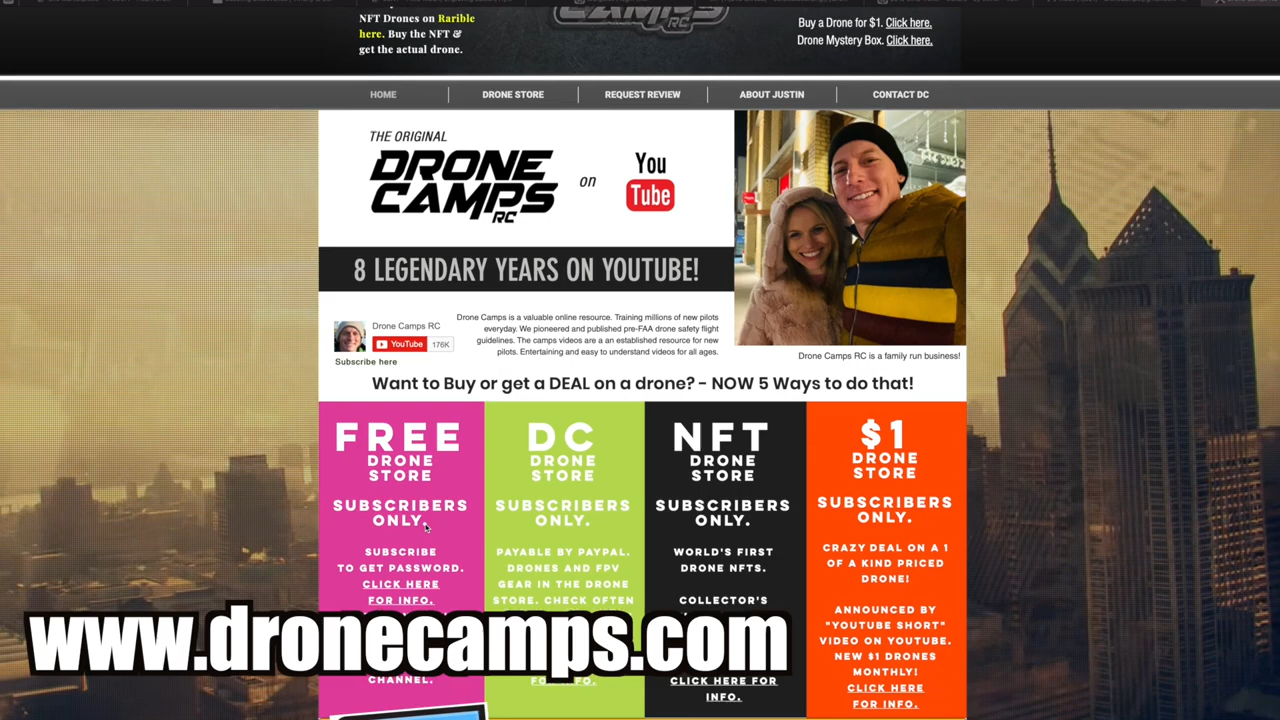 NFT Drones on Rarible
here. Buy the NFT &
get the actual drone.
CAMPS
RC
Buy a Drone for $1. Click here.
Drone Mystery Box. Click here.
HOME
DRONE STORE
REQUEST REVIEW
ABOUT JUSTIN
CONTACT DC
THE ORIGINAL
DRONE
CAMPS
RC
on
You
Tube
8 LEGENDARY YEARS ON YOUTUBE!
Drone Camps RC
YouTube 176K
Subscribe here
Drone Camps is a valuable online resource. Training millions of new pilots
everyday. We pioneered and published pre-FAA drone safety flight
guidelines. The camps videos are a an established resource for new
pilots. Entertaining and easy to understand videos for all ages.
Drone Camps RC is a family run business!
Want to Buy or get a DEAL on a drone? - NOW 5 Ways to do that!
FREE
DRONE
STORE
SUBSCRIBERS
ONLY.
SUBSCRIBE
TO GET PASSWORD.
CLICK HERE
FOR INFO.
CHANNEL.
DC
DRONE
STORE
SUBSCRIBERS
ONLY.
PAYABLE BY PAYPAL.
DRONES AND FPV
GEAR IN THE DRONE
STORE. CHECK OFTEN
FOR INFO.
NFT
DRONE
STORE
SUBSCRIBERS
ONLY.
WORLD'S FIRST
DRONE NFTS.
COLLECTOR'S
CLICK HERE FOR
INFO.
$1
DRONE
STORE
SUBSCRIBERS
ONLY.
CRAZY DEAL ON A 1
OF A KIND PRICED
DRONE!
ANNOUNCED BY
"YOUTUBE SHORT"
VIDEO ON YOUTUBE.
NEW $1 DRONES
MONTHLY!
CLICK HERE
FOR INFO.
www.dronecamps.com